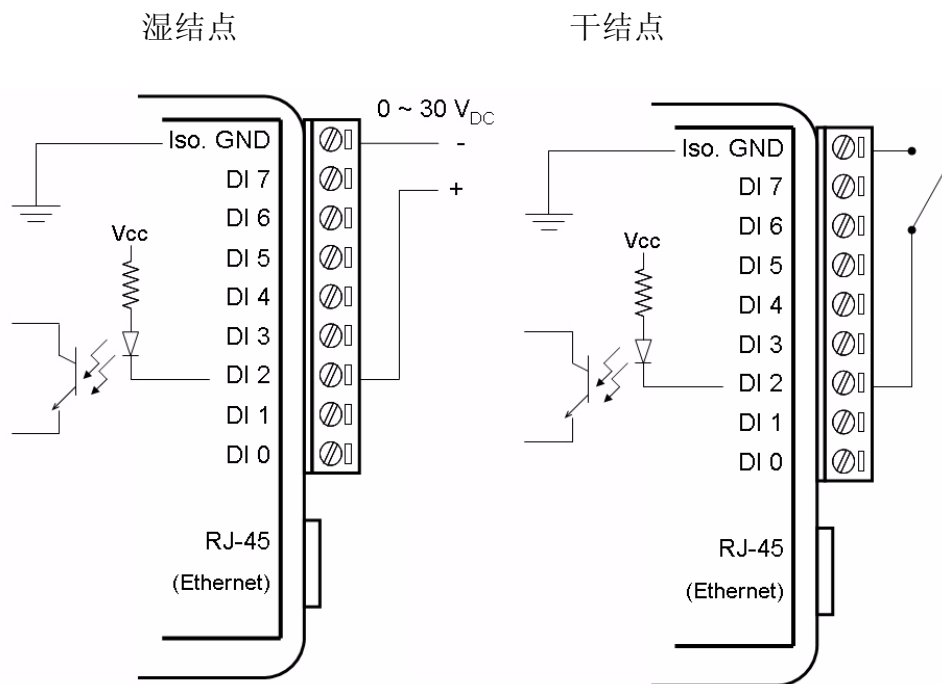 湿结点
干结点
0 ~ 30 VDC
-
+
Iso. GND
DI 7
DI 6
DI 5
DI 4
DI 3
DI 2
DI 1
DI 0
Vcc
RJ-45
(Ethernet)
Iso. GND
DI 7
DI 6
DI 5
DI 4
DI 3
DI 2
DI 1
DI 0
Vcc
RJ-45
(Ethernet)